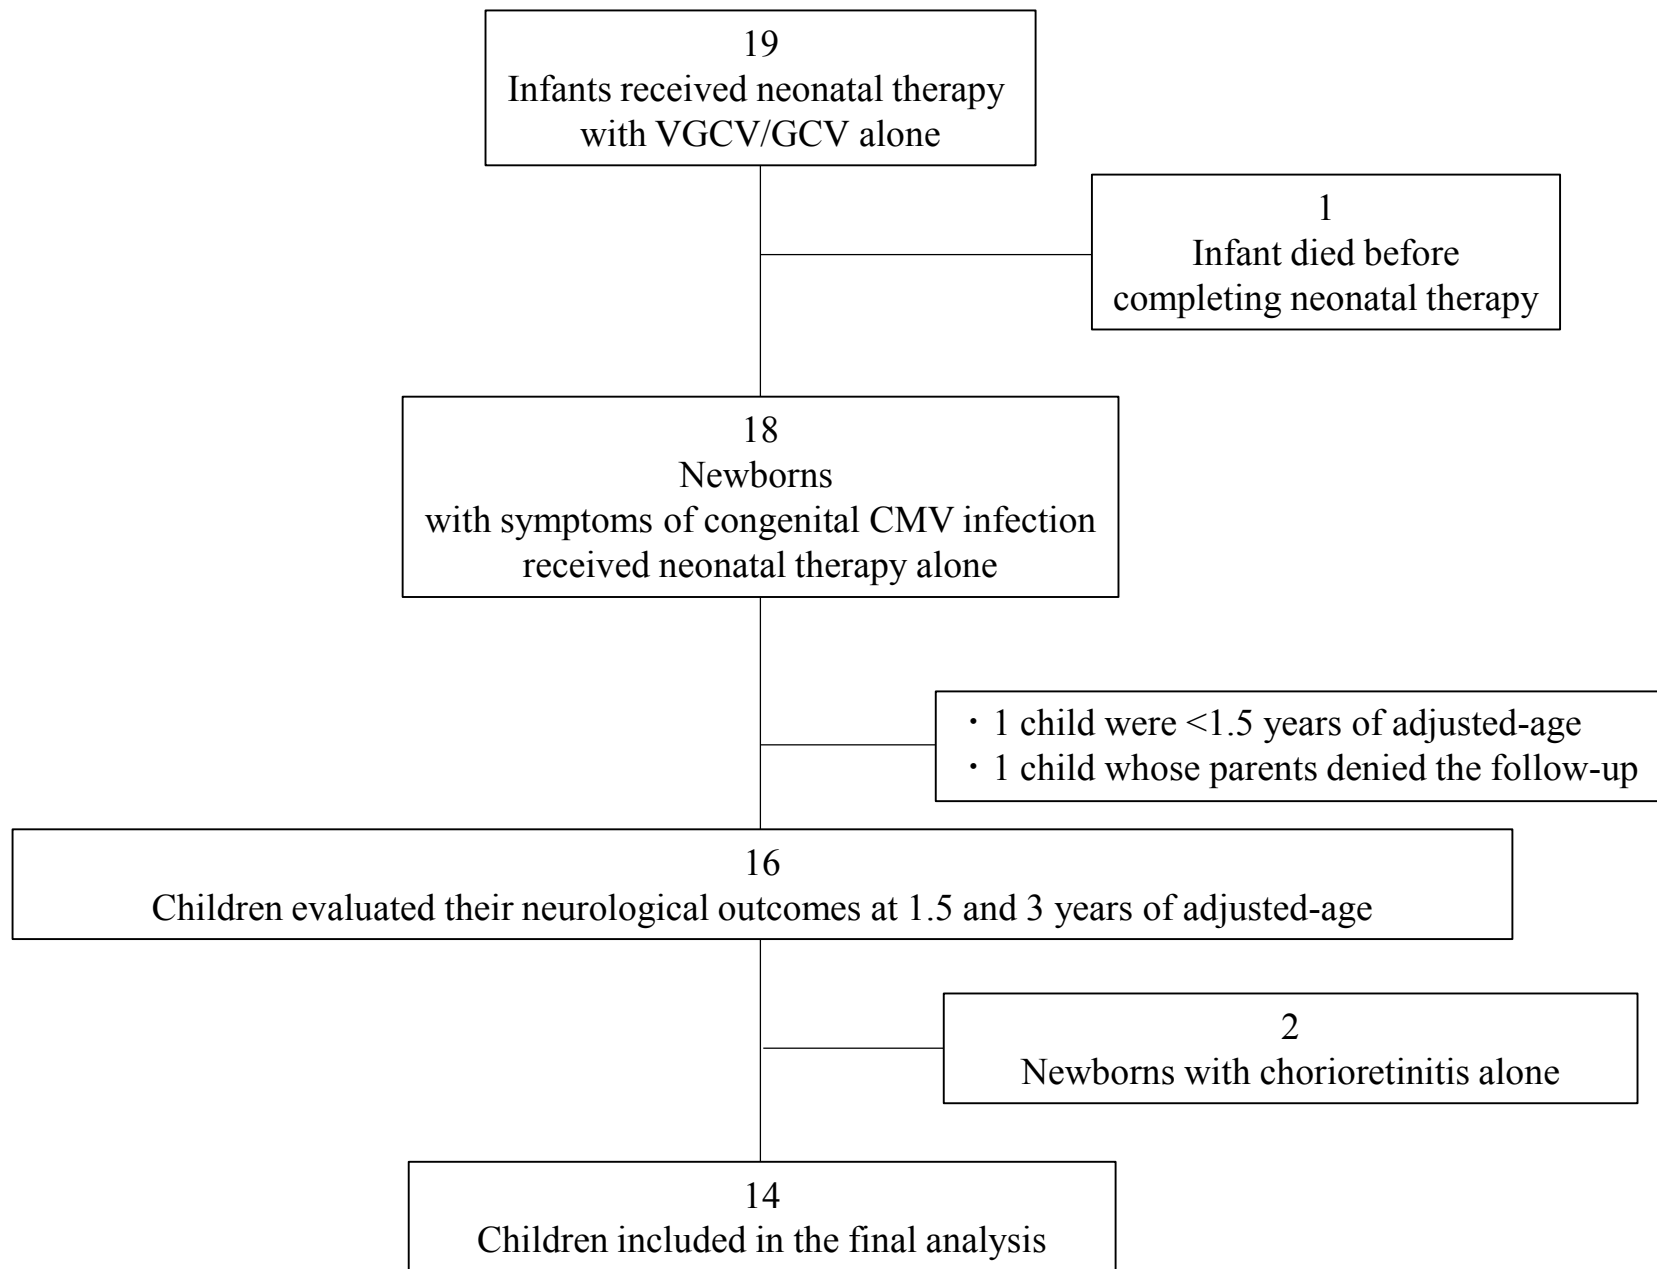 19
Infants received neonatal therapy
with VGCV/GCV alone
1
Infant died before
completing neonatal therapy
18
Newborns
with symptoms of congenital CMV infection
received neonatal therapy alone
・1 child were <1.5 years of adjusted-age
・1 child whose parents denied the follow-up
16
Children evaluated their neurological outcomes at 1.5 and 3 years of adjusted-age
2
Newborns with chorioretinitis alone
14
Children included in the final analysis